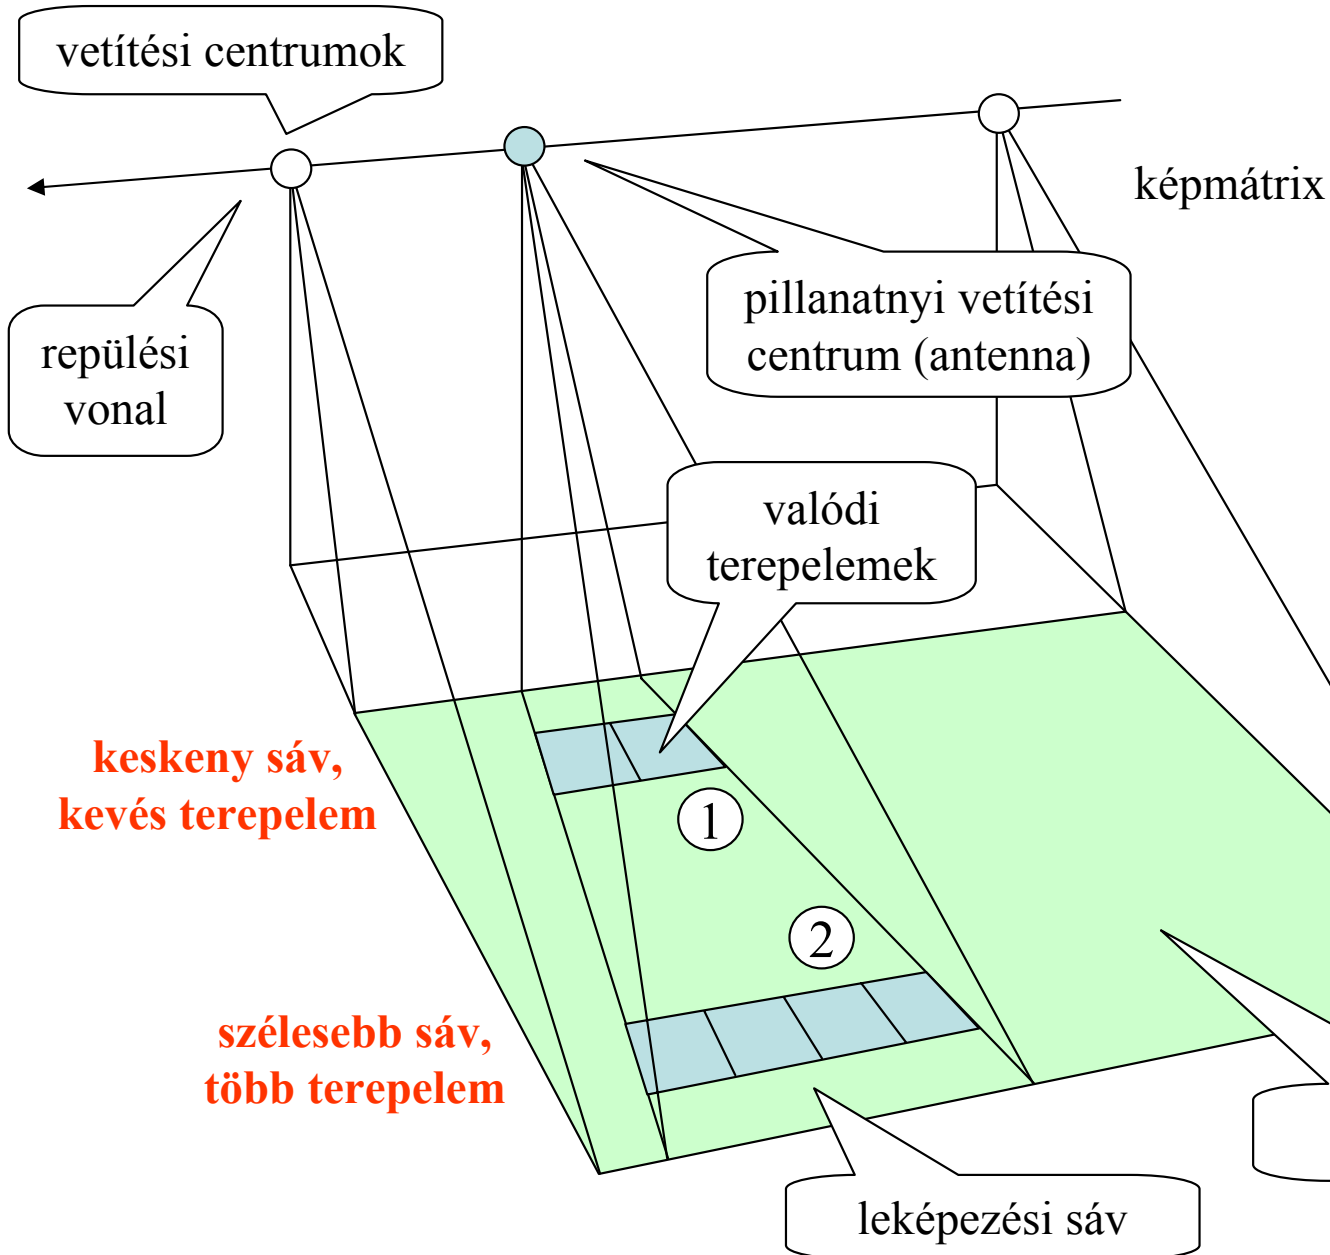 vetítési centrumok
képmátrix
pillanatnyi vetítési
centrum (antenna)
repülési
vonal
valódi
terepelemek
keskeny sáv,
kevés terepelem
1
2
szélesebb sáv,
több terepelem
leképezési sáv